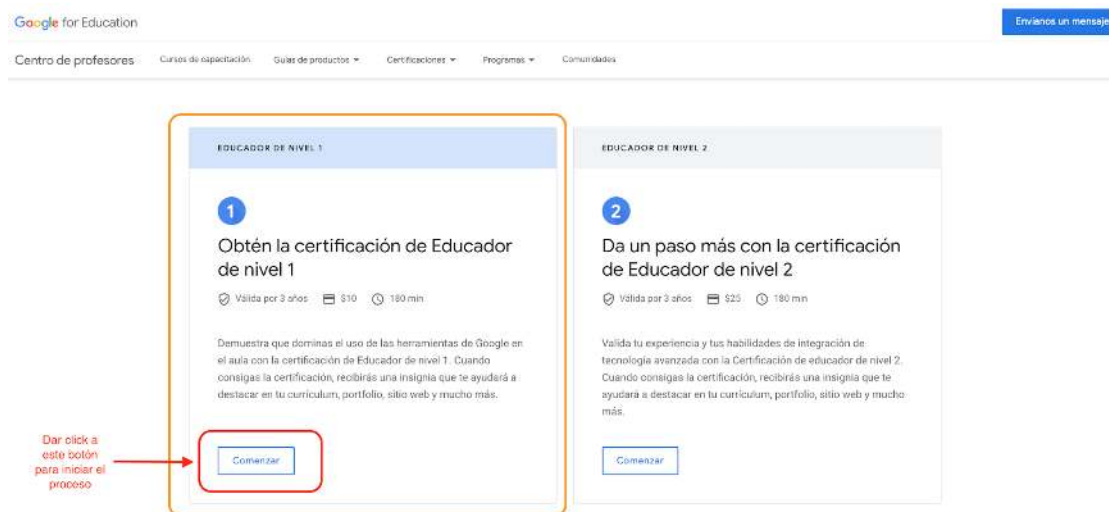 Google for Education
Envíanos un mensaje
Centro de profesores Cursos de capacitación Guías de productos Certificaciones Programas Comunidades
EDUCADOR DE NIVEL 1
1
Obtén la certificación de Educador
de nivel 1
Válida por 3 años $10 180 min
Demuestra que dominas el uso de las herramientas de Google en
el aula con la certificación de Educador de nivel 1. Cuando
consigas la certificación, recibirás una insignia que te ayudará a
destacar en tu currículum, portfolio, sitio web y mucho más.
Comenzar
Dar click a
este botón
para iniciar el
proceso
EDUCADOR DE NIVEL 2
2
Da un paso más con la certificación
de Educador de nivel 2
Válida por 3 años $25 180 min
Valida tu experiencia y tus habilidades de integración de
tecnología avanzada con la Certificación de educador de nivel 2.
Cuando consigas la certificación, recibirás una insignia que te
ayudará a destacar en tu currículum, portfolio, sitio web y mucho
más.
Comenzar